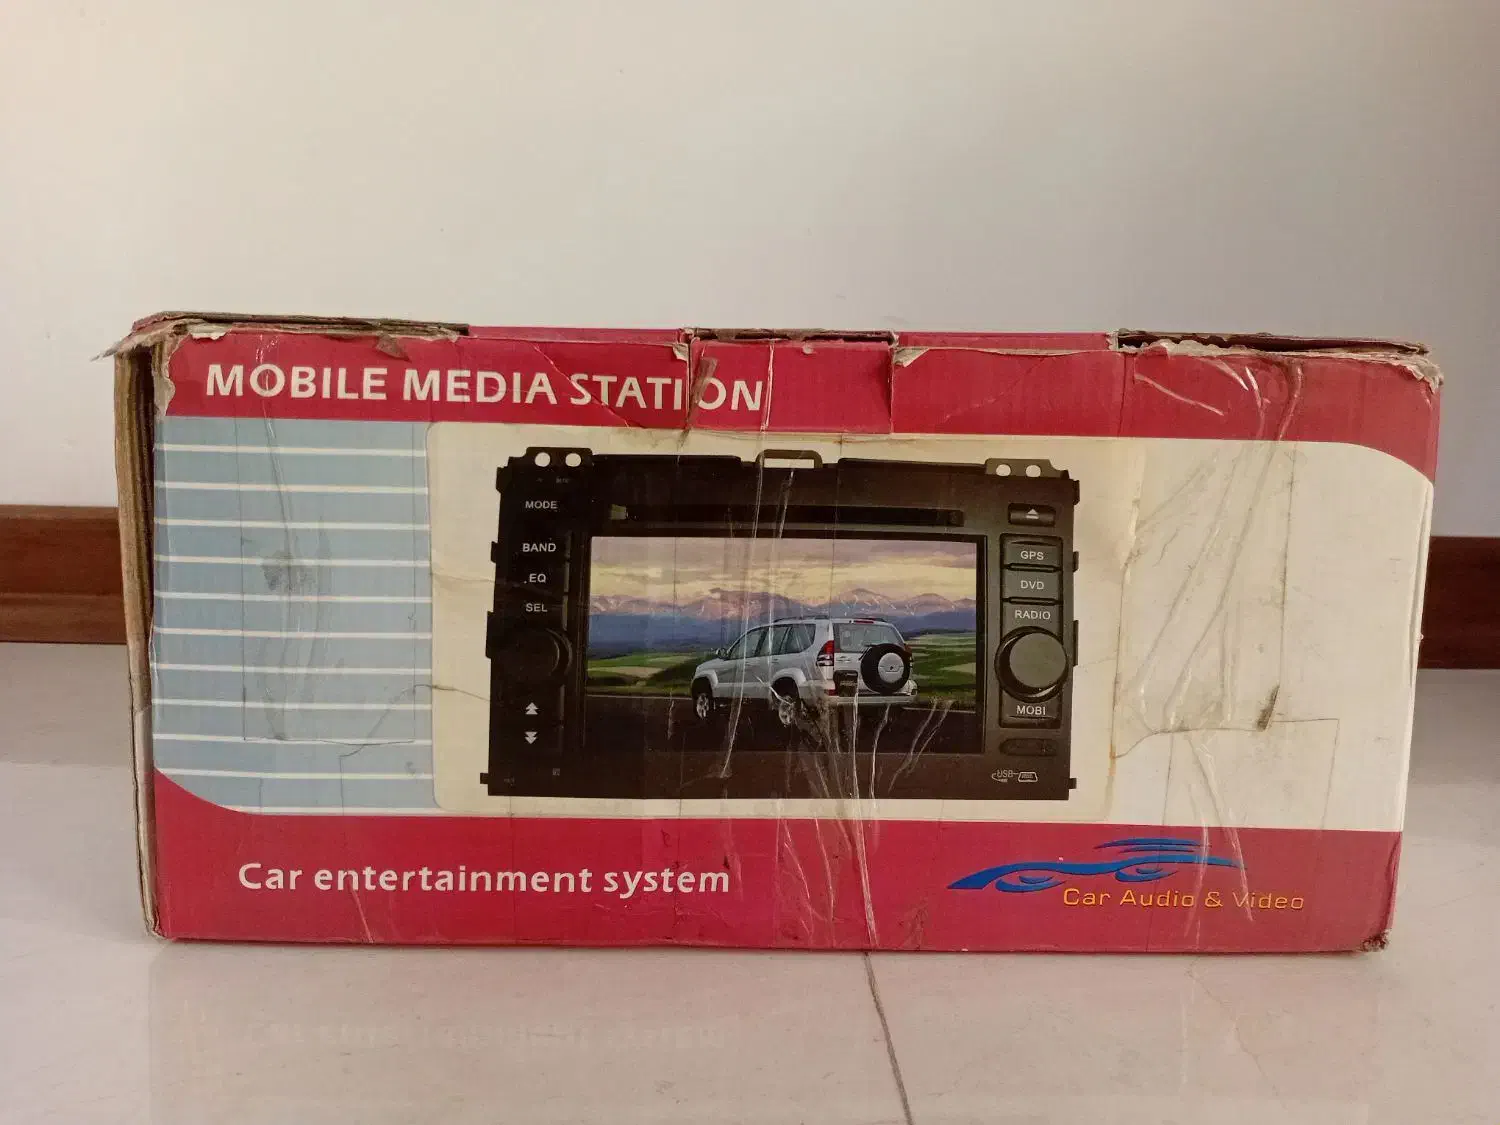 MOBILE MEDIA STATION
MODE
BAND
EQ
SEL
GPS
DVD
RADIO
MOBI
USB
Car entertainment system
Car Audio & Video